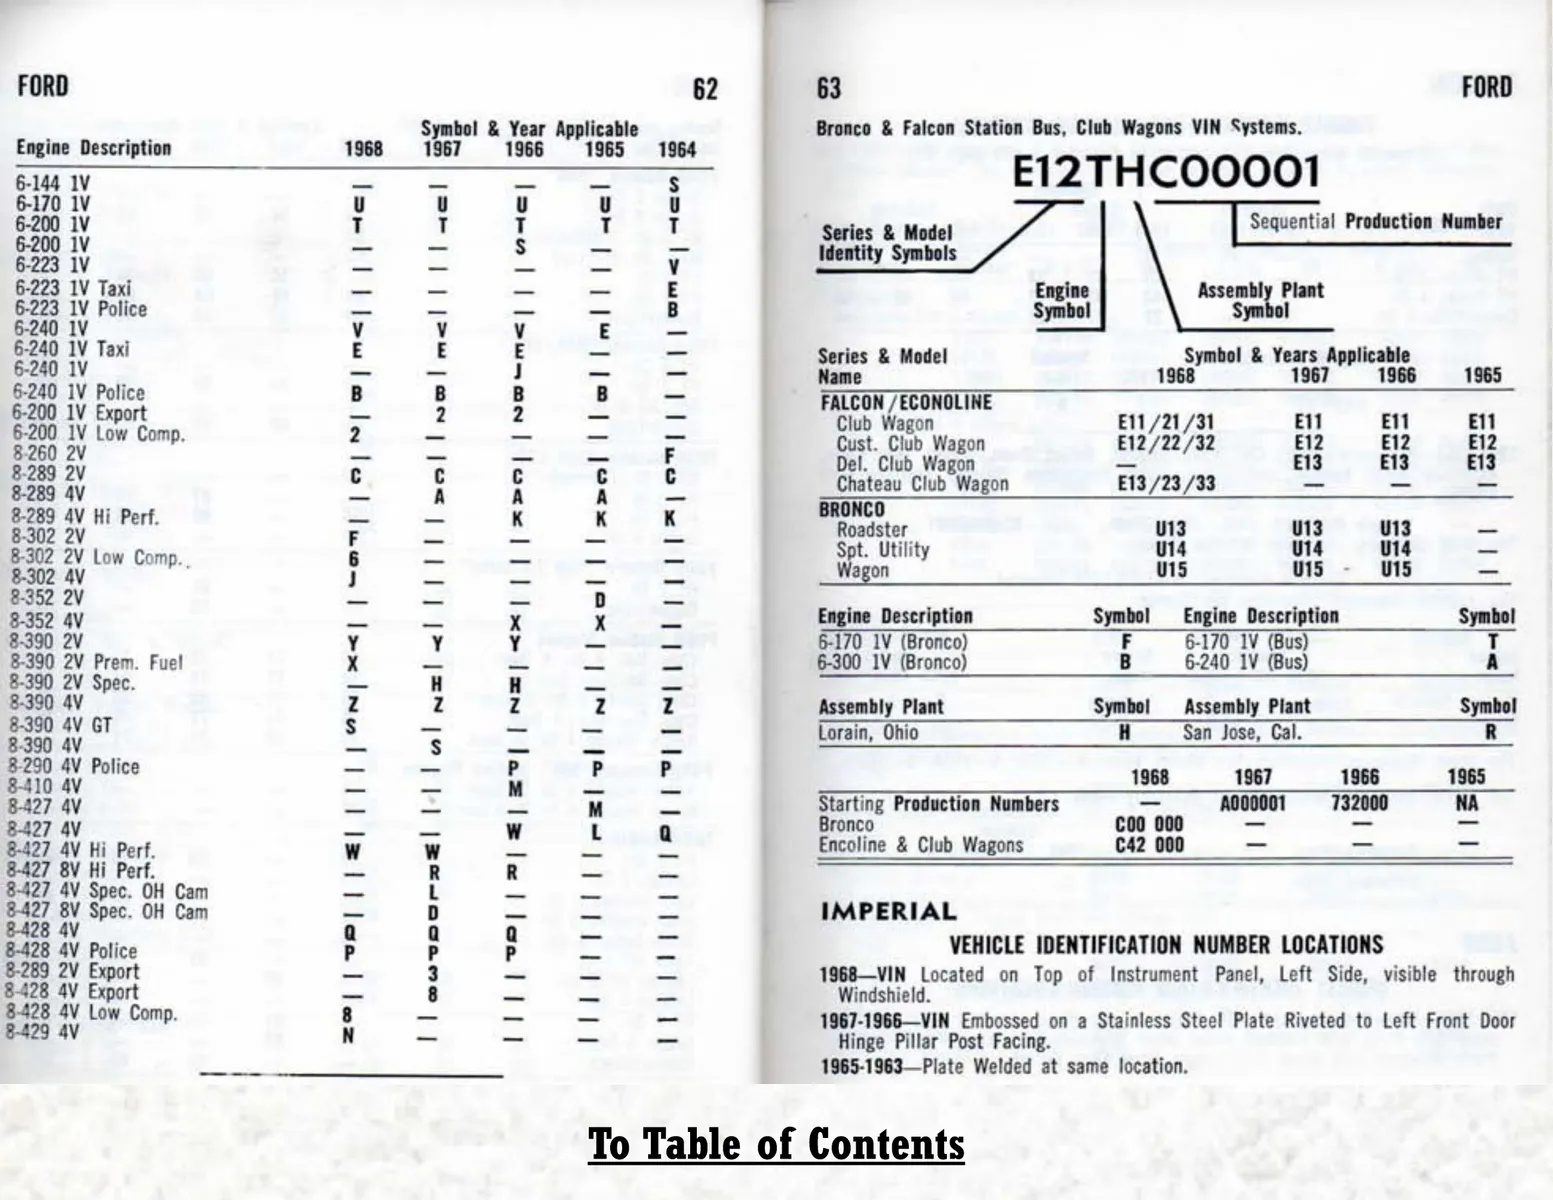 FORD 62
Symbol & Year Applicable
Engine Description 1968 1967 1966 1965 1964
6-144 1V — — — — S
6-170 1V U U U U U
6-200 1V T T T T T
6-200 1V — — S — —
6-223 1V — — — — V
6-223 1V Taxi — — — — E
6-223 1V Police — — — — B
6-240 1V V V V E —
6-240 1V Taxi E E E — —
6-240 1V — — J — —
6-240 1V Police B B B B —
6-200 1V Export — 2 2 — —
6-200 1V Low Comp. 2 — — — —
8-260 2V — — — — F
8-289 2V C C C C C
8-289 4V — A A A —
8-289 4V Hi Perf. — — K K K
8-302 2V F — — — —
8-302 2V Low Comp. 6 — — — —
8-302 4V J — — — —
8-352 2V — — — D —
8-352 4V — — X X —
8-390 2V Y Y Y — —
8-390 2V Prem. Fuel X — — — —
8-390 2V Spec. — H H — —
8-390 4V Z Z Z Z Z
8-390 4V GT S — — — —
8-390 4V — S — — —
8-290 4V Police — — P P P
8-410 4V — — M — —
8-427 4V — — — M —
8-427 4V — — W L Q
8-427 4V Hi Perf. W W — — —
8-427 8V Hi Perf. — R R — —
8-427 4V Spec. OH Cam — L — — —
8-427 8V Spec. OH Cam — D — — —
8-428 4V Q Q Q — —
8-428 4V Police P P P — —
8-289 2V Export — 3 — — —
8-428 4V Export — 8 — — —
8-428 4V Low Comp. 8 — — — —
8-429 4V N — — — —
63 FORD
Bronco & Falcon Station Bus, Club Wagons VIN Systems.
E12THC00001
Sequential Production Number
Series & Model
Identity Symbols
Engine
Symbol
Assembly Plant
Symbol
Series & Model Symbol & Years Applicable
Name 1968 1967 1966 1965
FALCON/ECONOLINE
Club Wagon E11/21/31 E11 E11 E11
Cust. Club Wagon E12/22/32 E12 E12 E12
Del. Club Wagon — E13 E13 E13
Chateau Club Wagon E13/23/33 — — —
BRONCO
Roadster U13 U13 U13 —
Spt. Utility U14 U14 U14 —
Wagon U15 U15 U15 —
Engine Description Symbol Engine Description Symbol
6-170 1V (Bronco) F 6-170 1V (Bus) T
6-300 1V (Bronco) B 6-240 1V (Bus) A
Assembly Plant Symbol Assembly Plant Symbol
Lorain, Ohio H San Jose, Cal. R
1968 1967 1966 1965
Starting Production Numbers — A000001 732000 NA
Bronco C00 000 — — —
Encoline & Club Wagons C42 000 — — —
IMPERIAL
VEHICLE IDENTIFICATION NUMBER LOCATIONS
1968—VIN Located on Top of Instrument Panel, Left Side, visible through
Windshield.
1967-1966—VIN Embossed on a Stainless Steel Plate Riveted to Left Front Door
Hinge Pillar Post Facing.
1965-1963—Plate Welded at same location.
To Table of Contents